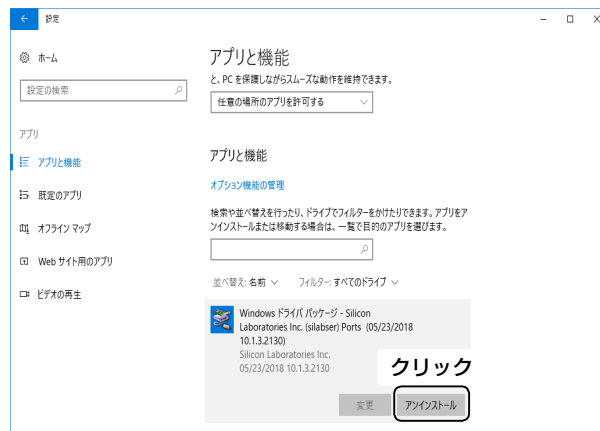 設定
ホーム
設定の検索
アプリ
アプリと機能
既定のアプリ
オフライン マップ
Web サイト用のアプリ
ビデオの再生
アプリと機能
と、PC を保護しながらスムーズな動作を維持できます。
任意の場所のアプリを許可する
アプリと機能
オプション機能の管理
検索や並べ替えを行ったり、ドライブでフィルターをかけたりできます。アプリをア
ンインストールまたは移動する場合は、一覧で目的のアプリを選びます。
並べ替え: 名前 フィルター: すべてのドライブ
Windows ドライバ パッケージ - Silicon
Laboratories Inc. (silabser) Ports (05/23/2018
10.1.3.2130)
Silicon Laboratories Inc.
05/23/2018 10.1.3.2130
クリック
変更 アンインストール